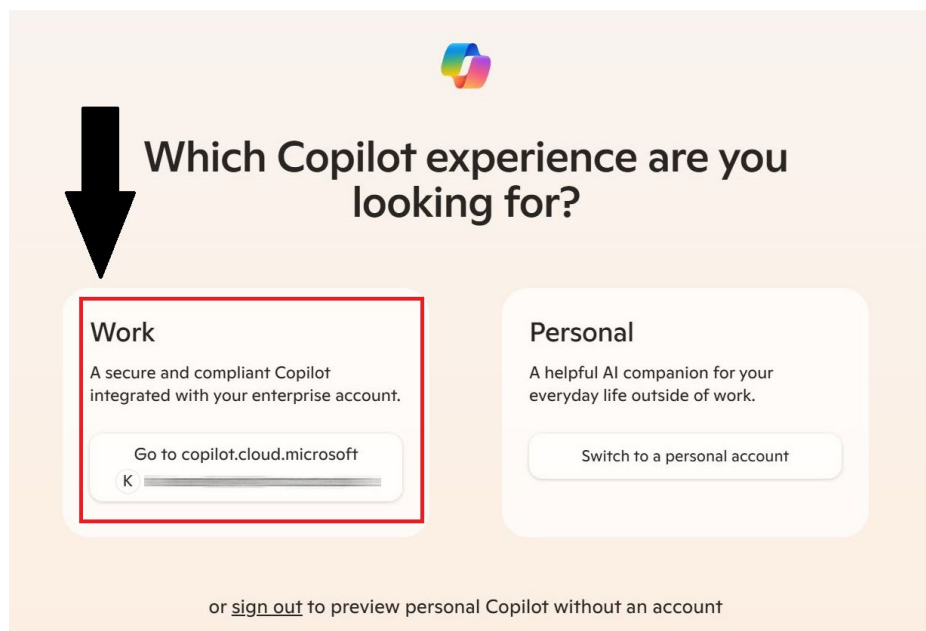 Which Copilot experience are you
looking for?
Work
A secure and compliant Copilot
integrated with your enterprise account.
Go to copilot.cloud.microsoft
K
Personal
A helpful AI companion for your
everyday life outside of work.
Switch to a personal account
or sign out to preview personal Copilot without an account